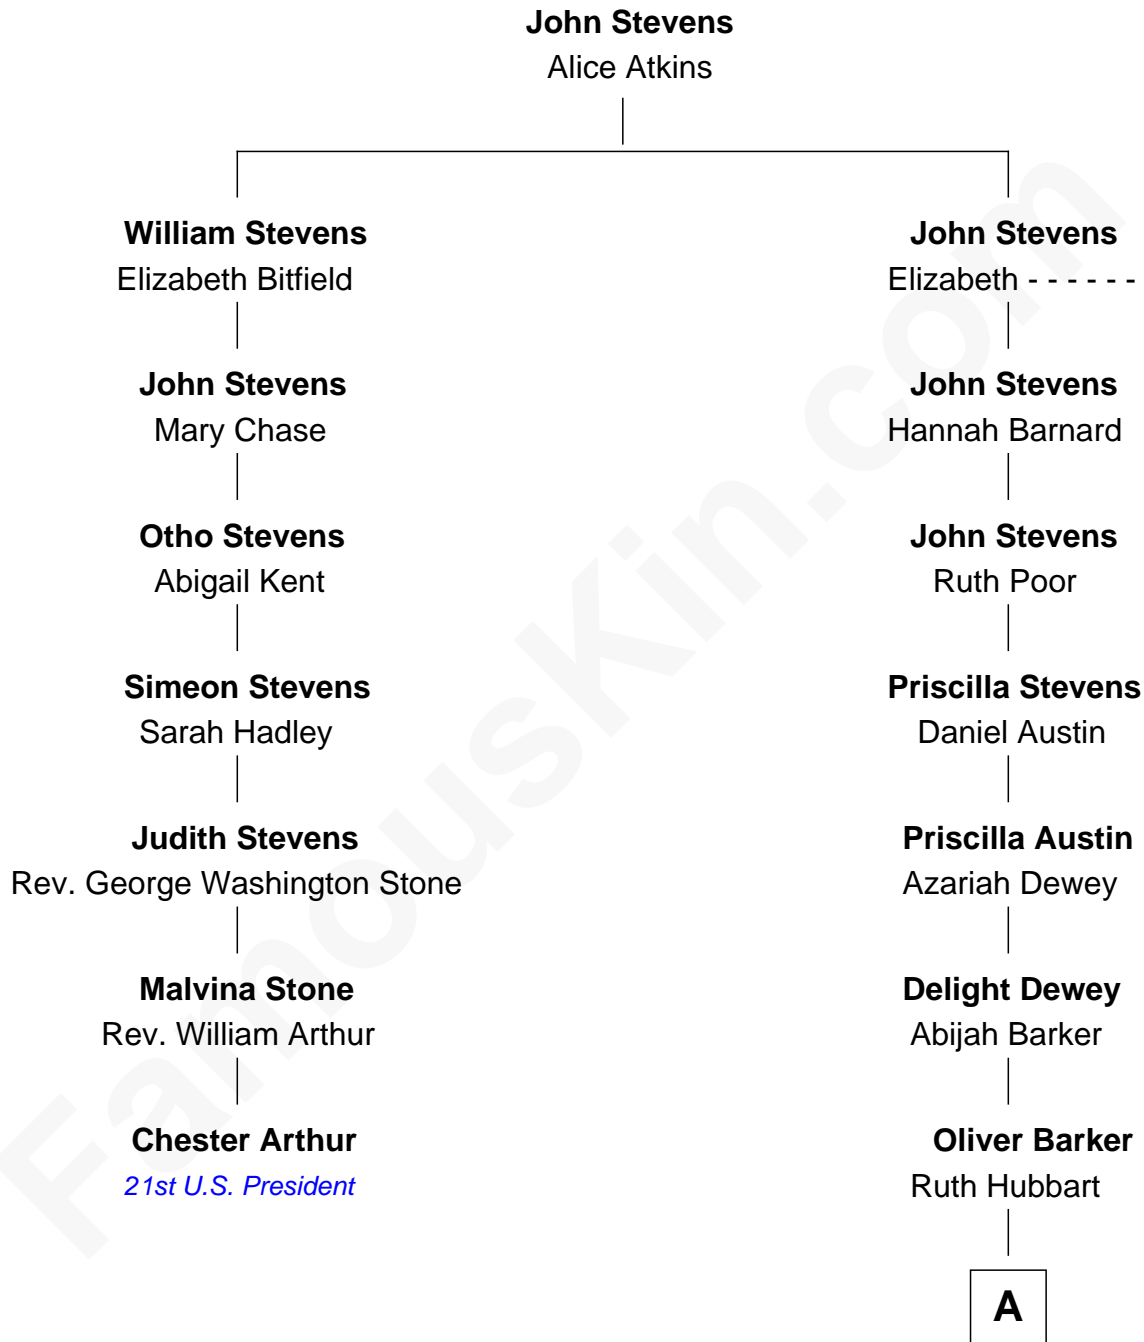 John Stevens
Alice Atkins
William Stevens
Elizabeth Bitfield
John Stevens
Elizabeth - - - - - -
John Stevens
Mary Chase
John Stevens
Hannah Barnard
Otho Stevens
Abigail Kent
John Stevens
Ruth Poor
Simeon Stevens
Sarah Hadley
Priscilla Stevens
Daniel Austin
Judith Stevens
Rev. George Washington Stone
Priscilla Austin
Azariah Dewey
Malvina Stone
Rev. William Arthur
Delight Dewey
Abijah Barker
Chester Arthur
21st U.S. President
Oliver Barker
Ruth Hubbart
A
FamousKin.com